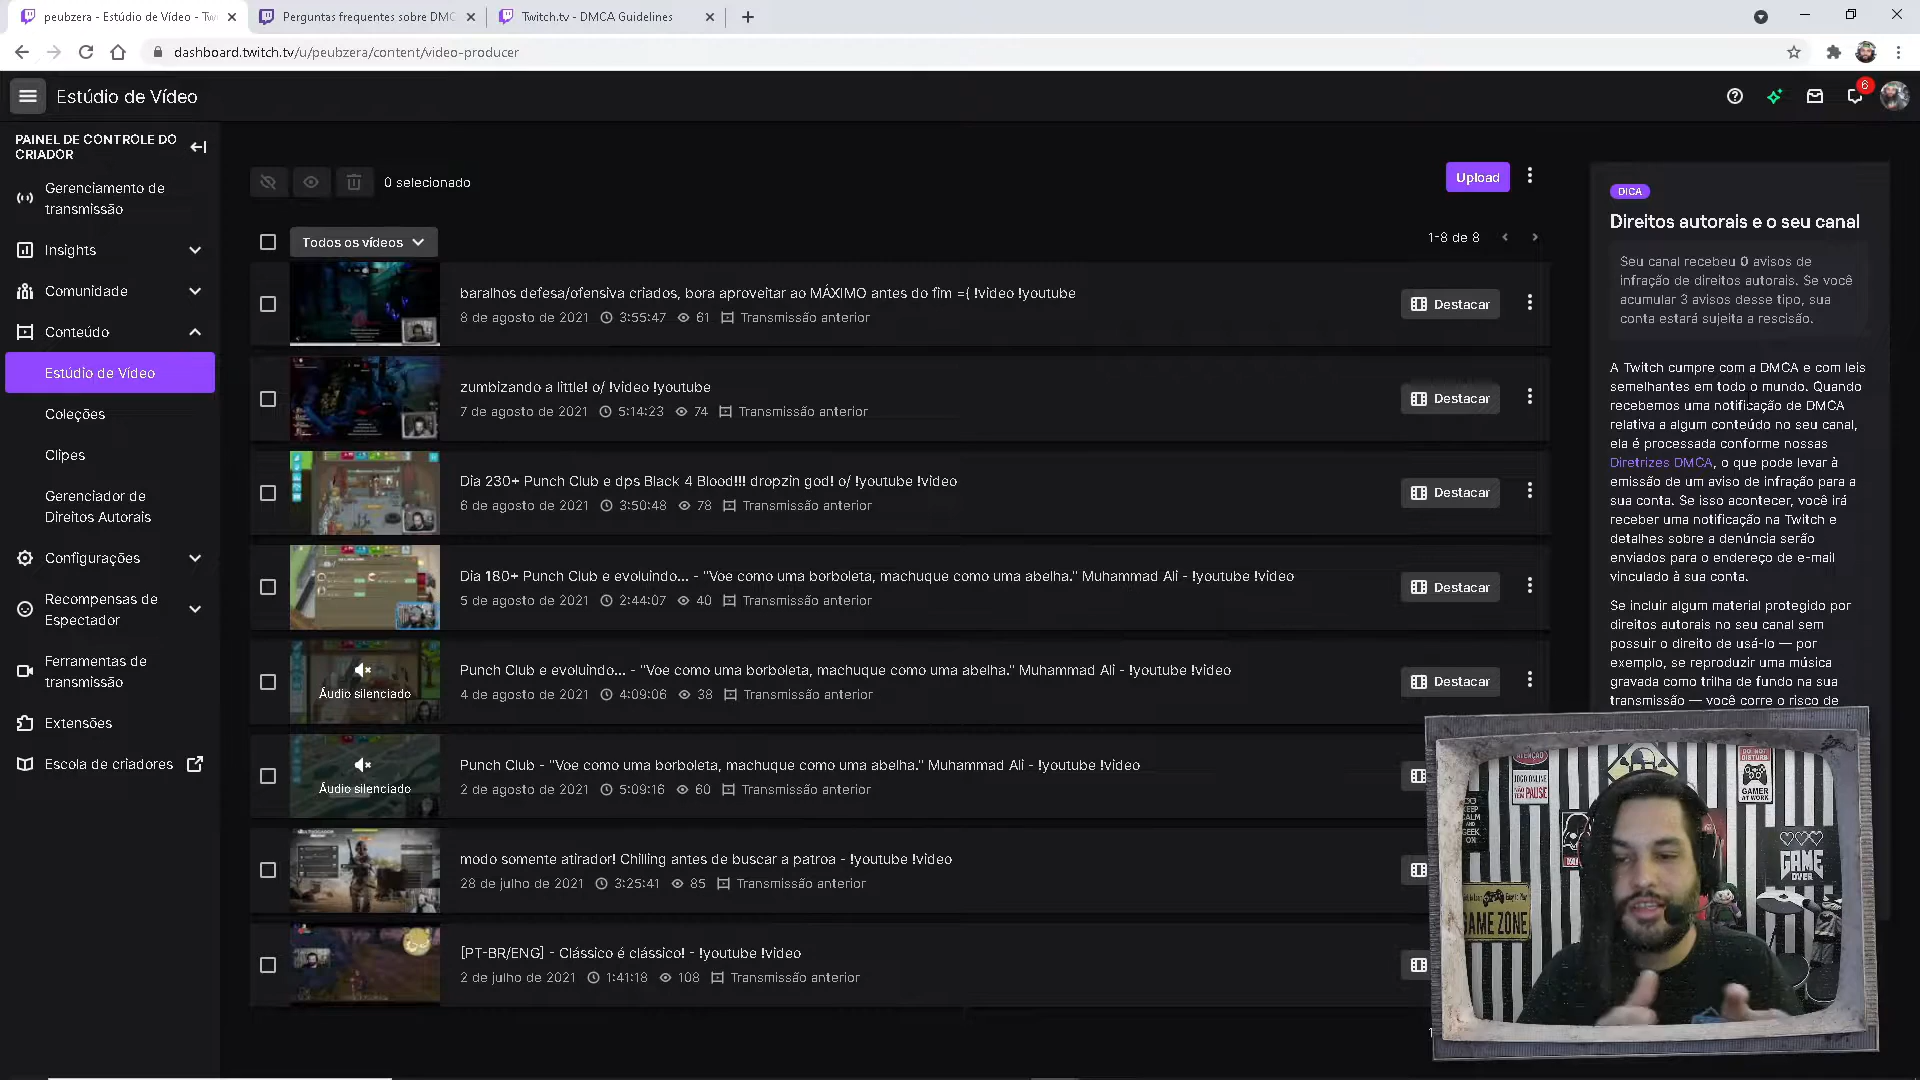 peubzera - Estúdio de Vídeo - Tw
Perguntas frequentes sobre DMC
Twitch.tv - DMCA Guidelines
dashboard.twitch.tv/u/peubzera/content/video-producer
Estúdio de Vídeo
6
PAINEL DE CONTROLE DO
CRIADOR
Gerenciamento de
transmissão
Insights
Comunidade
Conteúdo
Estúdio de Vídeo
Coleções
Clipes
Gerenciador de
Direitos Autorais
Configurações
Recompensas de
Espectador
Ferramentas de
transmissão
Extensões
Escola de criadores
0 selecionado
Upload
Todos os vídeos
1-8 de 8
baralhos defesa/ofensiva criados, bora aproveitar ao MÁXIMO antes do fim ={ !video !youtube
8 de agosto de 2021 3:55:47 61 Transmissão anterior
Destacar
zumbizando a little! o/ !video !youtube
7 de agosto de 2021 5:14:23 74 Transmissão anterior
Destacar
Dia 230+ Punch Club e dps Black 4 Blood!!! dropzin god! o/ !youtube !video
6 de agosto de 2021 3:50:48 78 Transmissão anterior
Destacar
Dia 180+ Punch Club e evoluindo... - "Voe como uma borboleta, machuque como uma abelha." Muhammad Ali - !youtube !video
5 de agosto de 2021 2:44:07 40 Transmissão anterior
Destacar
Áudio silenciado
Punch Club e evoluindo... - "Voe como uma borboleta, machuque como uma abelha." Muhammad Ali - !youtube !video
4 de agosto de 2021 4:09:06 38 Transmissão anterior
Destacar
Áudio silenciado
Punch Club - "Voe como uma borboleta, machuque como uma abelha." Muhammad Ali - !youtube !video
2 de agosto de 2021 5:09:16 60 Transmissão anterior
modo somente atirador! Chilling antes de buscar a patroa - !youtube !video
28 de julho de 2021 3:25:41 85 Transmissão anterior
[PT-BR/ENG] - Clássico é clássico! - !youtube !video
2 de julho de 2021 1:41:18 108 Transmissão anterior
DICA
Direitos autorais e o seu canal
Seu canal recebeu 0 avisos de
infração de direitos autorais. Se você
acumular 3 avisos desse tipo, sua
conta estará sujeita a rescisão.
A Twitch cumpre com a DMCA e com leis
semelhantes em todo o mundo. Quando
recebemos uma notificação de DMCA
relativa a algum conteúdo no seu canal,
ela é processada conforme nossas
Diretrizes DMCA, o que pode levar à
emissão de um aviso de infração para a
sua conta. Se isso acontecer, você irá
receber uma notificação na Twitch e
detalhes sobre a denúncia serão
enviados para o endereço de e-mail
vinculado à sua conta.
Se incluir algum material protegido por
direitos autorais no seu canal sem
possuir o direito de usá-lo — por
exemplo, se reproduzir uma música
gravada como trilha de fundo na sua
transmissão — você corre o risco de
ATENÇÃO
JOGO ONLINE
NÃO
TEM PAUSE
DO NOT
DISTURB
GAMER
AT WORK
KEEP
CALM
AND
GEEK
ON
GAME
OVER
GAME ZONE